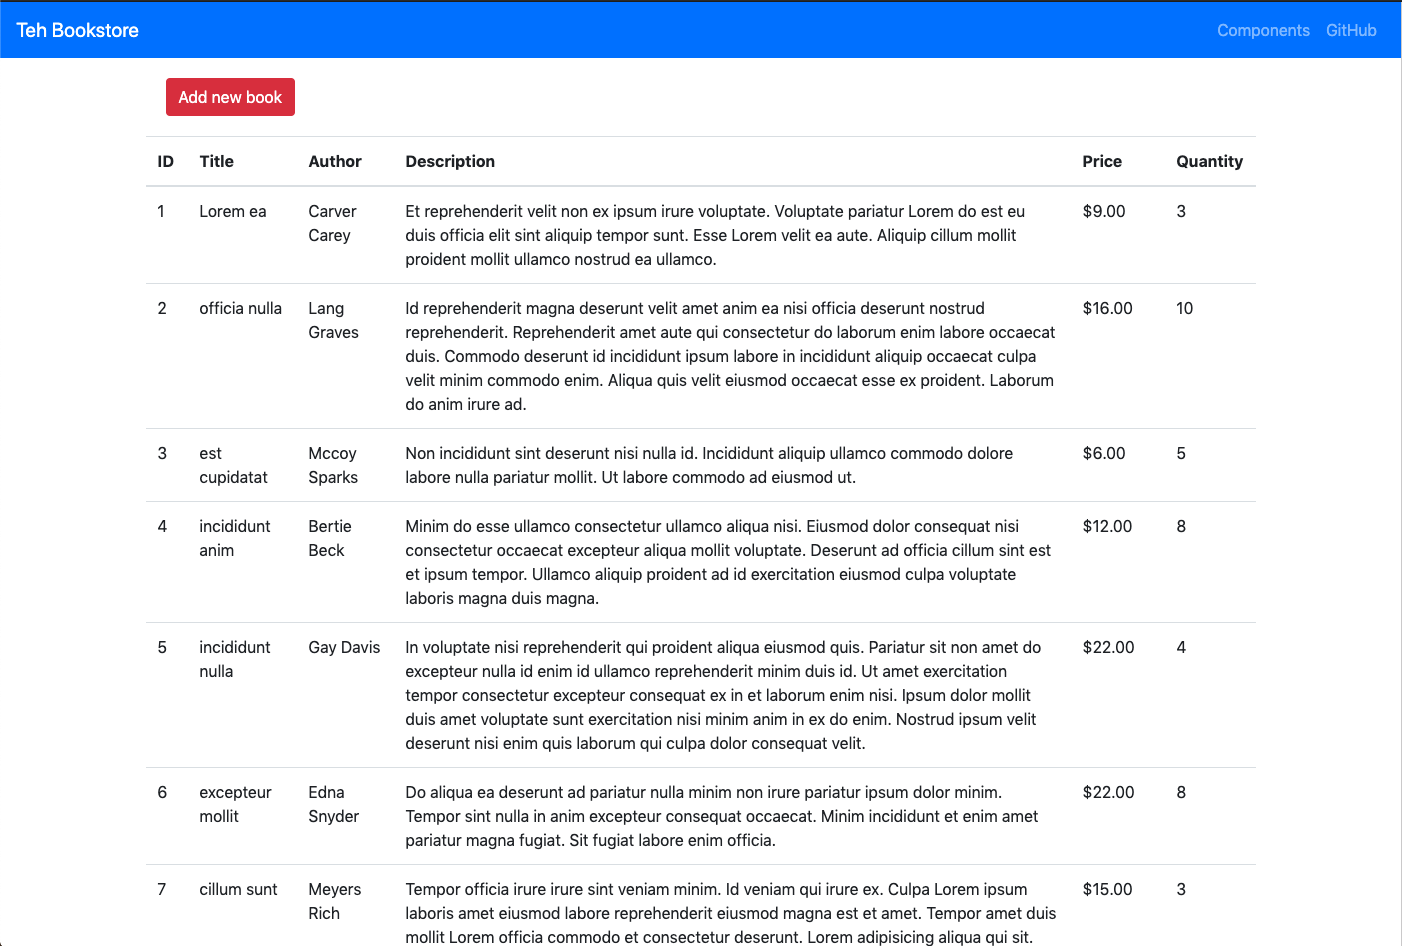 Teh Bookstore Components GitHub
Add new book
ID Title Author Description Price Quantity
1 Lorem ea Carver Et reprehenderit velit non ex ipsum irure voluptate. Voluptate pariatur Lorem do est eu $9.00 3
Carey duis officia elit sint aliquip tempor sunt. Esse Lorem velit ea aute. Aliquip cillum mollit
proident mollit ullamco nostrud ea ullamco.
2 officia nulla Lang Id reprehenderit magna deserunt velit amet anim ea nisi officia deserunt nostrud $16.00 10
Graves reprehenderit. Reprehenderit amet aute qui consectetur do laborum enim labore occaecat
duis. Commodo deserunt id incididunt ipsum labore in incididunt aliquip occaecat culpa
velit minim commodo enim. Aliqua quis velit eiusmod occaecat esse ex proident. Laborum
do anim irure ad.
3 est Mccoy Non incididunt sint deserunt nisi nulla id. Incididunt aliquip ullamco commodo dolore $6.00 5
cupidatat Sparks labore nulla pariatur mollit. Ut labore commodo ad eiusmod ut.
4 incididunt Bertie Minim do esse ullamco consectetur ullamco aliqua nisi. Eiusmod dolor consequat nisi $12.00 8
anim Beck consectetur occaecat excepteur aliqua mollit voluptate. Deserunt ad officia cillum sint est
et ipsum tempor. Ullamco aliquip proident ad id exercitation eiusmod culpa voluptate
laboris magna duis magna.
5 incididunt Gay Davis In voluptate nisi reprehenderit qui proident aliqua eiusmod quis. Pariatur sit non amet do $22.00 4
nulla excepteur nulla id enim id ullamco reprehenderit minim duis id. Ut amet exercitation
tempor consectetur excepteur consequat ex in et laborum enim nisi. Ipsum dolor mollit
duis amet voluptate sunt exercitation nisi minim anim in ex do enim. Nostrud ipsum velit
deserunt nisi enim quis laborum qui culpa dolor consequat velit.
6 excepteur Edna Do aliqua ea deserunt ad pariatur nulla minim non irure pariatur ipsum dolor minim. $22.00 8
mollit Snyder Tempor sint nulla in anim excepteur consequat occaecat. Minim incididunt et enim amet
pariatur magna fugiat. Sit fugiat labore enim officia.
7 cillum sunt Meyers Tempor officia irure irure sint veniam minim. Id veniam qui irure ex. Culpa Lorem ipsum $15.00 3
Rich laboris amet eiusmod labore reprehenderit eiusmod magna est et amet. Tempor amet duis
mollit Lorem officia commodo et consectetur deserunt. Lorem adipisicing aliqua qui sit.